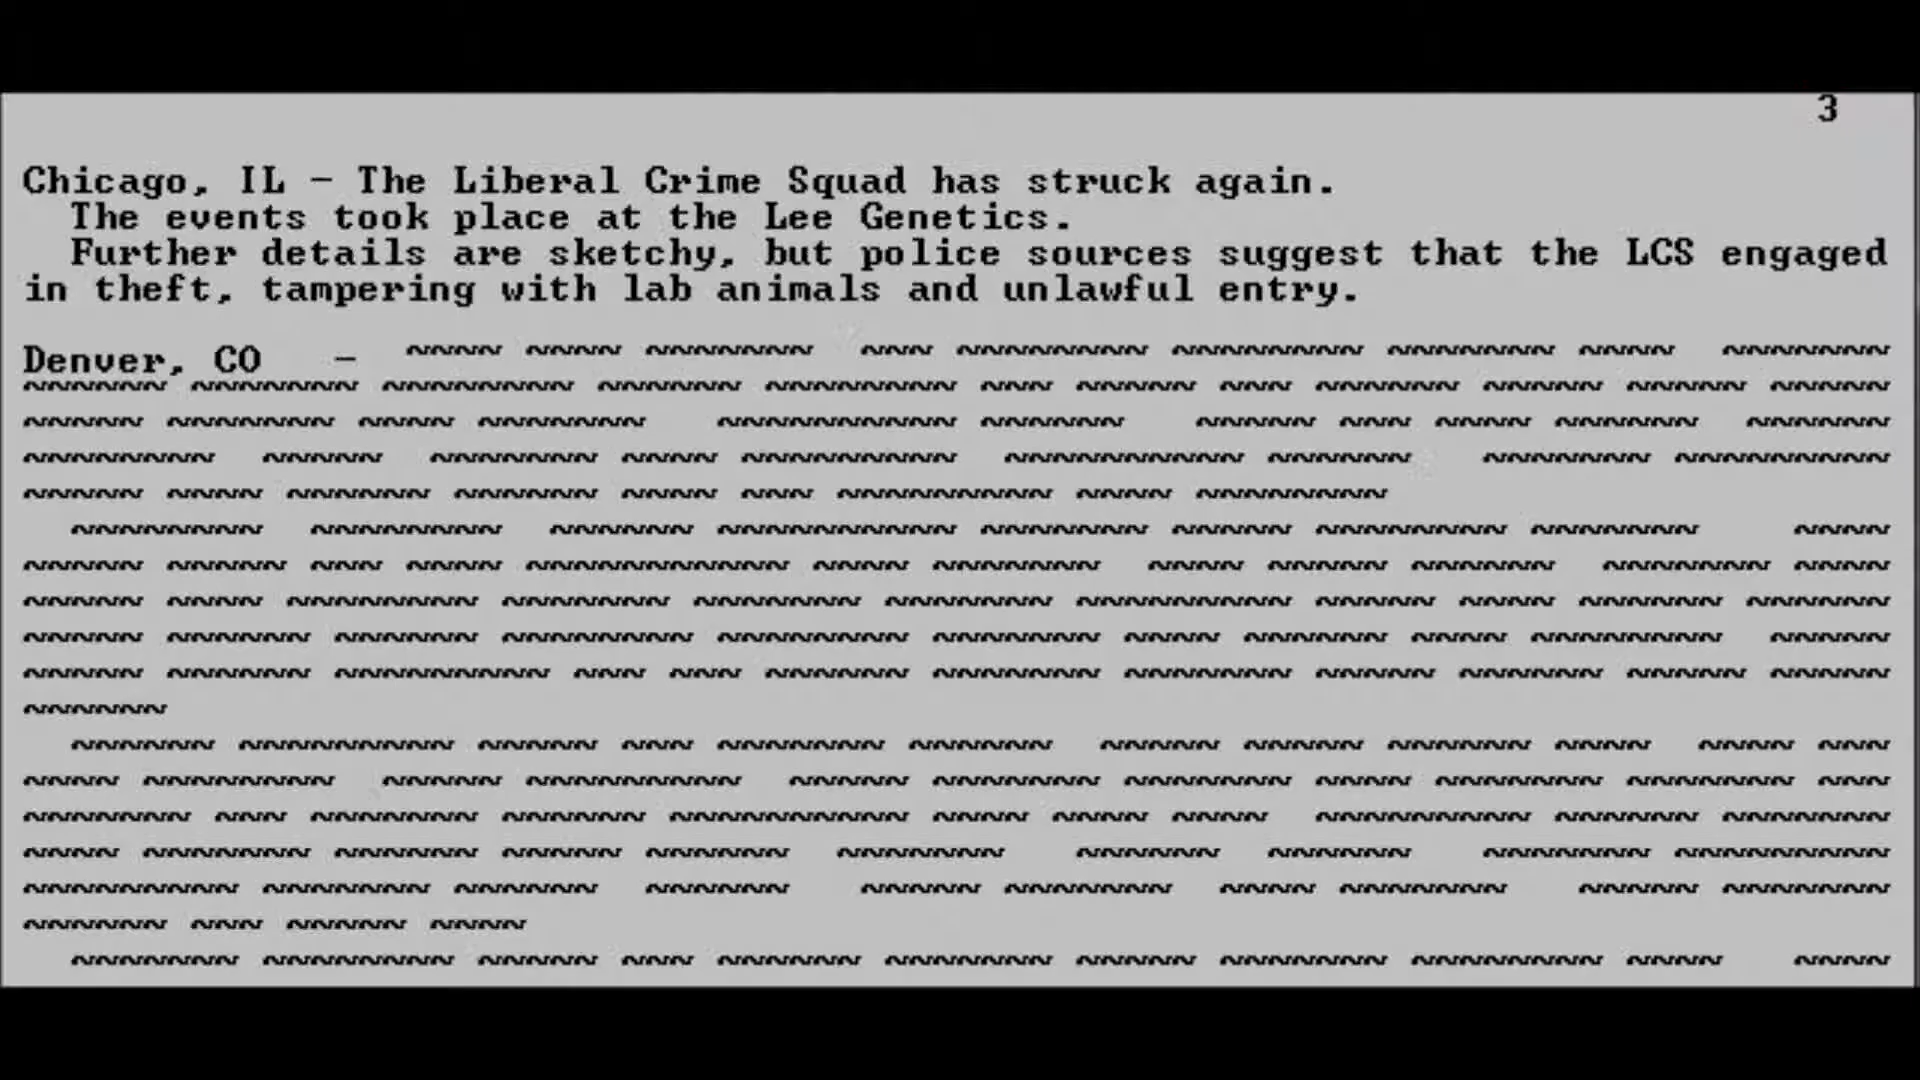 3
Chicago, IL - The Liberal Crime Squad has struck again.
The events took place at the Lee Genetics.
Further details are sketchy, but police sources suggest that the LCS engaged
in theft, tampering with lab animals and unlawful entry.
Denver, CO -